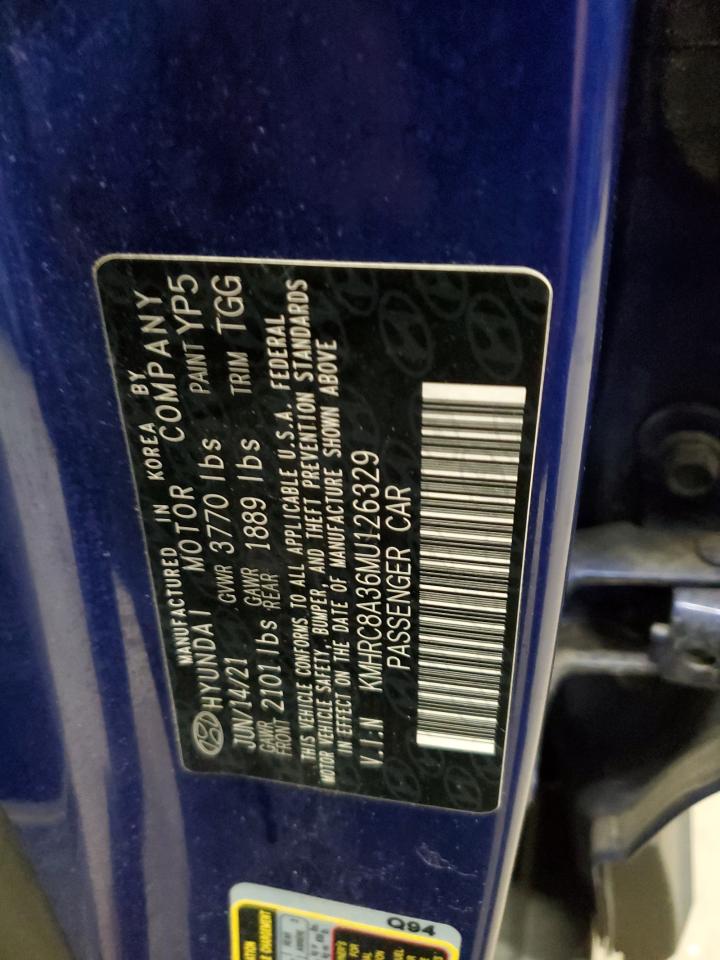 MANUFACTURED IN KOREA BY
HYUNDAI MOTOR COMPANY
JUN/14/21 GVWR 3770 lbs PAINT YP5
GAWR FRONT 2101 lbs GAWR REAR 1889 lbs TRIM TGG
THIS VEHICLE CONFORMS TO ALL APPLICABLE U.S.A. FEDERAL
MOTOR VEHICLE SAFETY, BUMPER, AND THEFT PREVENTION STANDARDS
IN EFFECT ON THE DATE OF MANUFACTURE SHOWN ABOVE
V.I.N KMHRC8A36MU126329
PASSENGER CAR
Q94